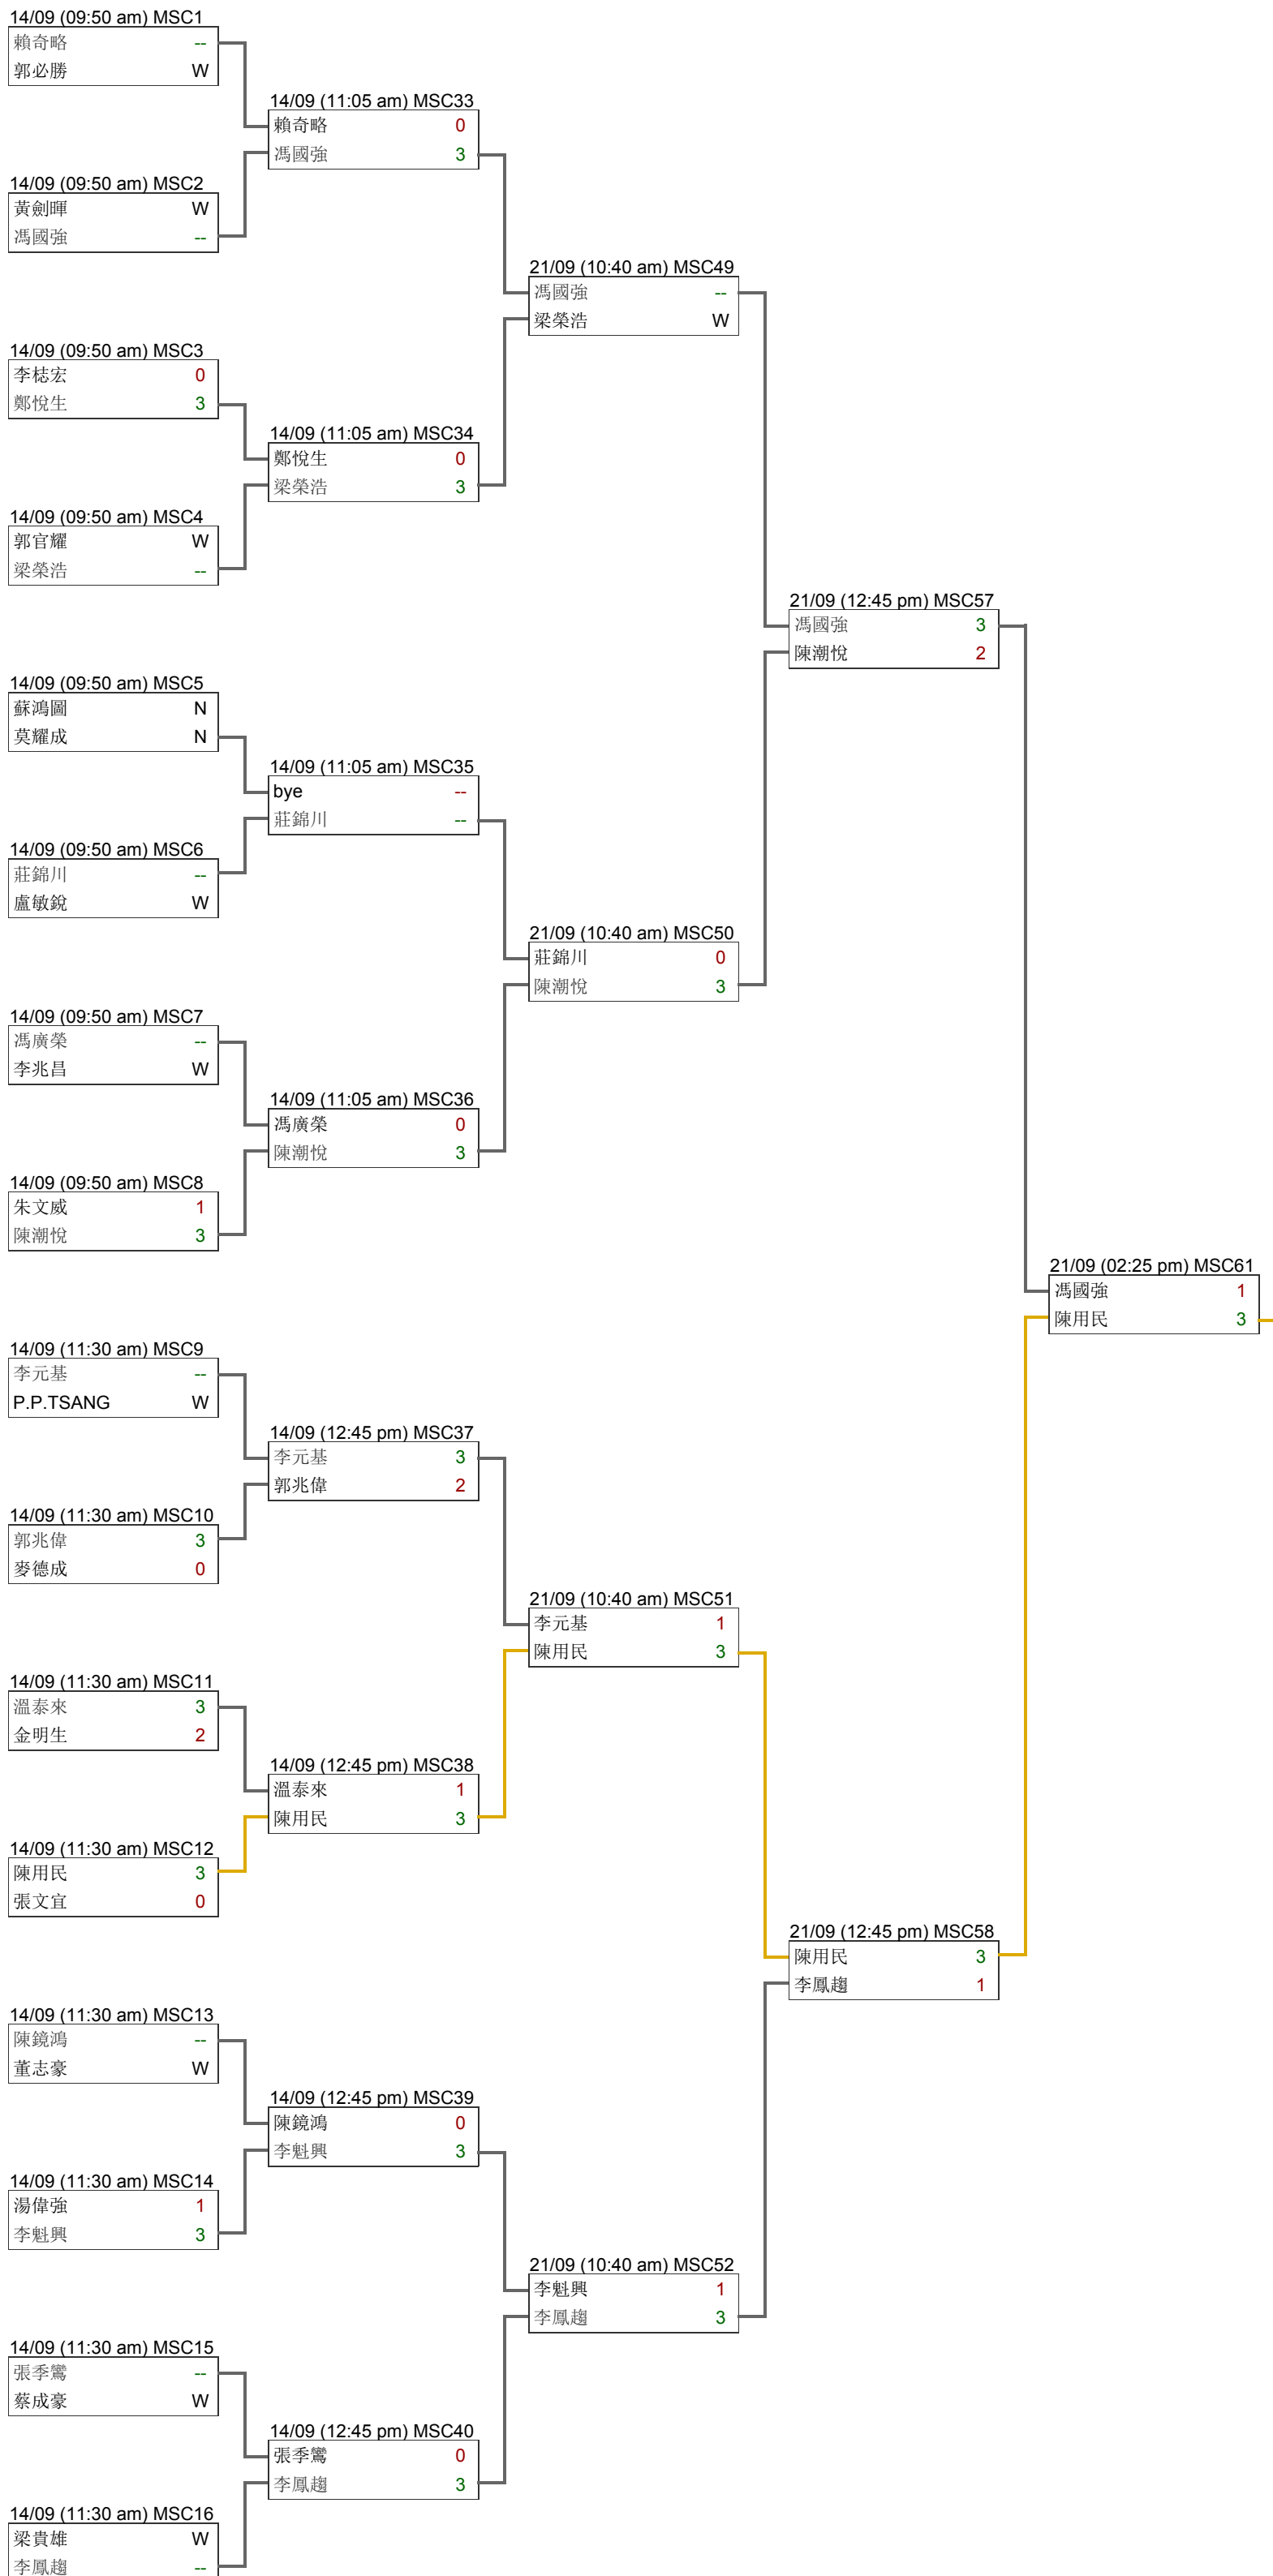 14/09 (09:50 am) MSC1
賴奇略 --
郭必勝 W
14/09 (11:05 am) MSC33
賴奇略 0
馮國強 3
14/09 (09:50 am) MSC2
黃劍暉 W
馮國強 --
21/09 (10:40 am) MSC49
馮國強 --
梁榮浩 W
14/09 (09:50 am) MSC3
李梽宏 0
鄭悅生 3
14/09 (11:05 am) MSC34
鄭悅生 0
梁榮浩 3
14/09 (09:50 am) MSC4
郭官耀 W
梁榮浩 --
21/09 (12:45 pm) MSC57
馮國強 3
陳潮悅 2
14/09 (09:50 am) MSC5
蘇鴻圖 N
莫耀成 N
14/09 (11:05 am) MSC35
bye --
莊錦川 --
14/09 (09:50 am) MSC6
莊錦川 --
盧敏銳 W
21/09 (10:40 am) MSC50
莊錦川 0
陳潮悅 3
14/09 (09:50 am) MSC7
馮廣榮 --
李兆昌 W
14/09 (11:05 am) MSC36
馮廣榮 0
陳潮悅 3
14/09 (09:50 am) MSC8
朱文威 1
陳潮悅 3
21/09 (02:25 pm) MSC61
馮國強 1
陳用民 3
14/09 (11:30 am) MSC9
李元基 --
P.P.TSANG W
14/09 (12:45 pm) MSC37
李元基 3
郭兆偉 2
14/09 (11:30 am) MSC10
郭兆偉 3
麥德成 0
21/09 (10:40 am) MSC51
李元基 1
陳用民 3
14/09 (11:30 am) MSC11
溫泰來 3
金明生 2
14/09 (12:45 pm) MSC38
溫泰來 1
陳用民 3
14/09 (11:30 am) MSC12
陳用民 3
張文宜 0
21/09 (12:45 pm) MSC58
陳用民 3
李鳳趨 1
14/09 (11:30 am) MSC13
陳鏡鴻 --
董志豪 W
14/09 (12:45 pm) MSC39
陳鏡鴻 0
李魁興 3
14/09 (11:30 am) MSC14
湯偉強 1
李魁興 3
21/09 (10:40 am) MSC52
李魁興 1
李鳳趨 3
14/09 (11:30 am) MSC15
張季鸞 --
蔡成豪 W
14/09 (12:45 pm) MSC40
張季鸞 0
李鳳趨 3
14/09 (11:30 am) MSC16
梁貴雄 W
李鳳趨 --